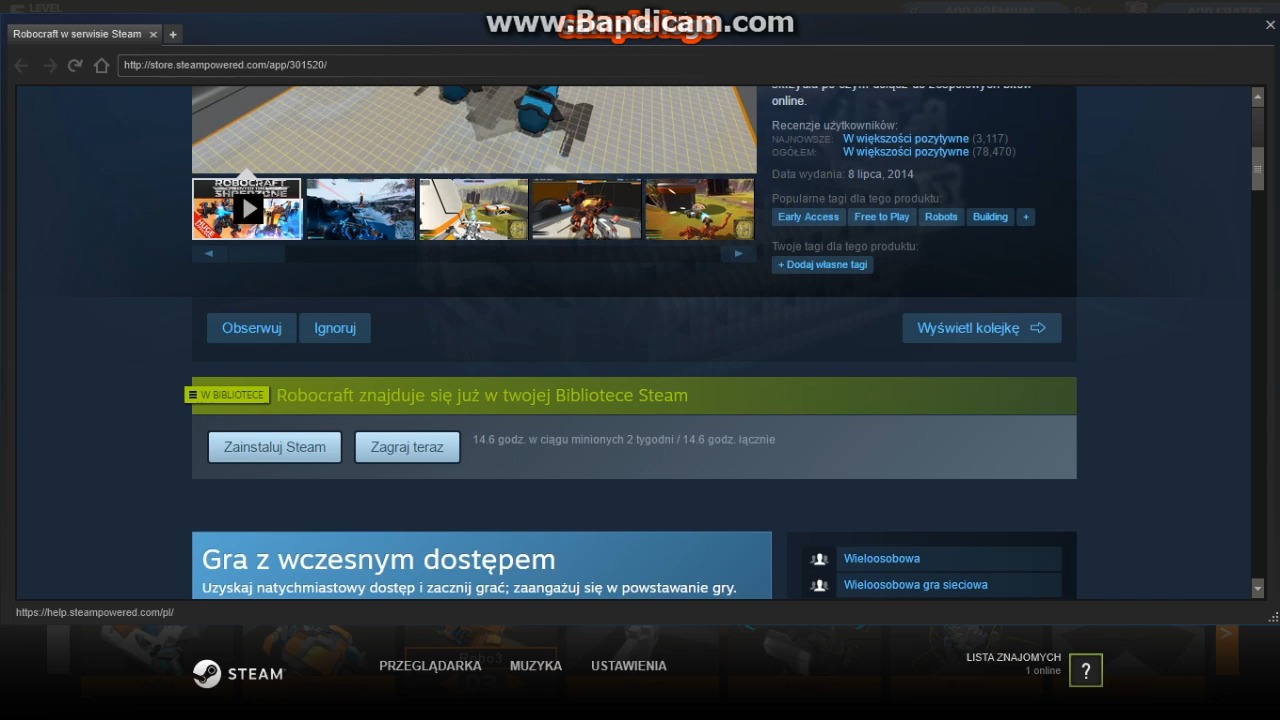 LEVEL
www.Bandicam.com
Robocraft w serwisie Steam
http://store.steampowered.com/app/301520/
online.
Recenzje użytkowników:
NAJNOWSZE: W większości pozytywne (3,117)
OGÓŁEM: W większości pozytywne (78,470)
Data wydania: 8 lipca, 2014
Popularne tagi dla tego produktu:
Early Access Free to Play Robots Building +
Twoje tagi dla tego produktu:
+ Dodaj własne tagi
ROBOCRAFT
HUGE
Obserwuj Ignoruj Wyświetl kolejkę
W BIBLIOTECE Robocraft znajduje się już w twojej Bibliotece Steam
Zainstaluj Steam Zagraj teraz 14.6 godz. w ciągu minionych 2 tygodni / 14.6 godz. łącznie
Gra z wczesnym dostępem
Uzyskaj natychmiastowy dostęp i zacznij grać; zaangażuj się w powstawanie gry.
Wieloosobowa
Wieloosobowa gra sieciowa
https://help.steampowered.com/pl/
Robo3
STEAM PRZEGLĄDARKA MUZYKA USTAWIENIA
LISTA ZNAJOMYCH
1 online
?